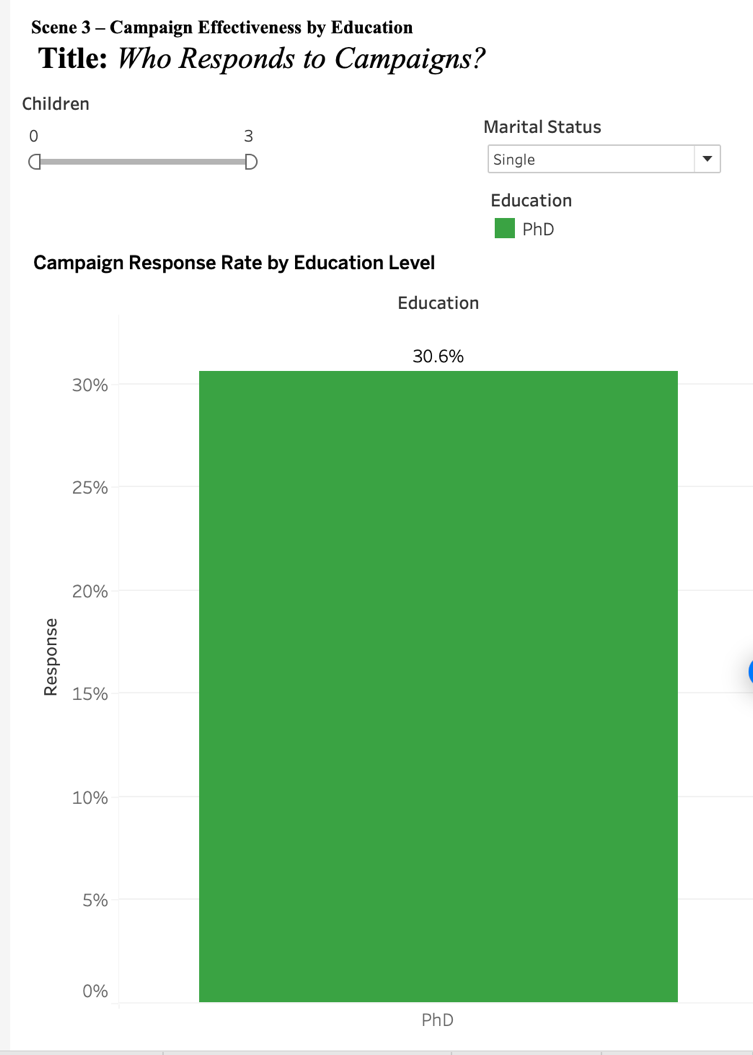 Scene 3 – Campaign Effectiveness by Education
Title: Who Responds to Campaigns?
Children
0 3
Marital Status
Single
Education
PhD
Campaign Response Rate by Education Level
Education
30.6%
30%
25%
20%
Response
15%
10%
5%
0%
PhD